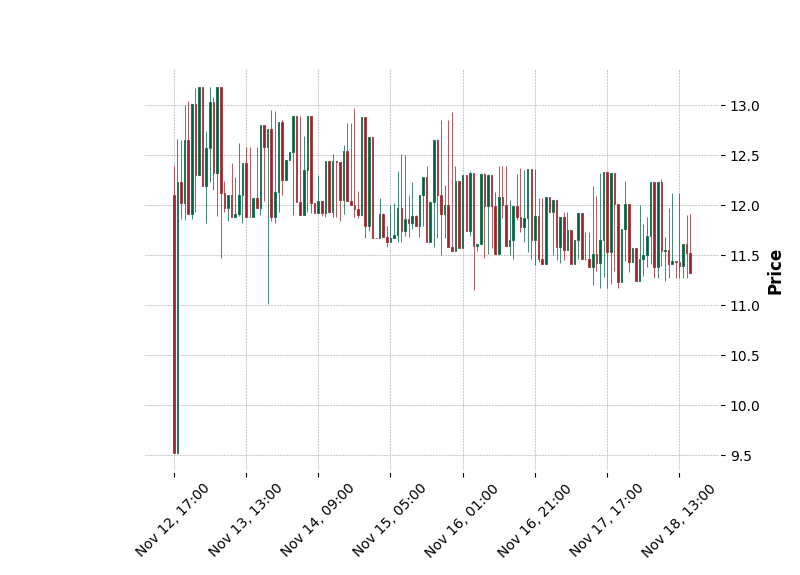 13.0
12.5
12.0
11.5
11.0
10.5
10.0
9.5
Price
Nov 12, 17:00
Nov 13, 13:00
Nov 14, 09:00
Nov 15, 05:00
Nov 16, 01:00
Nov 16, 21:00
Nov 17, 17:00
Nov 18, 13:00